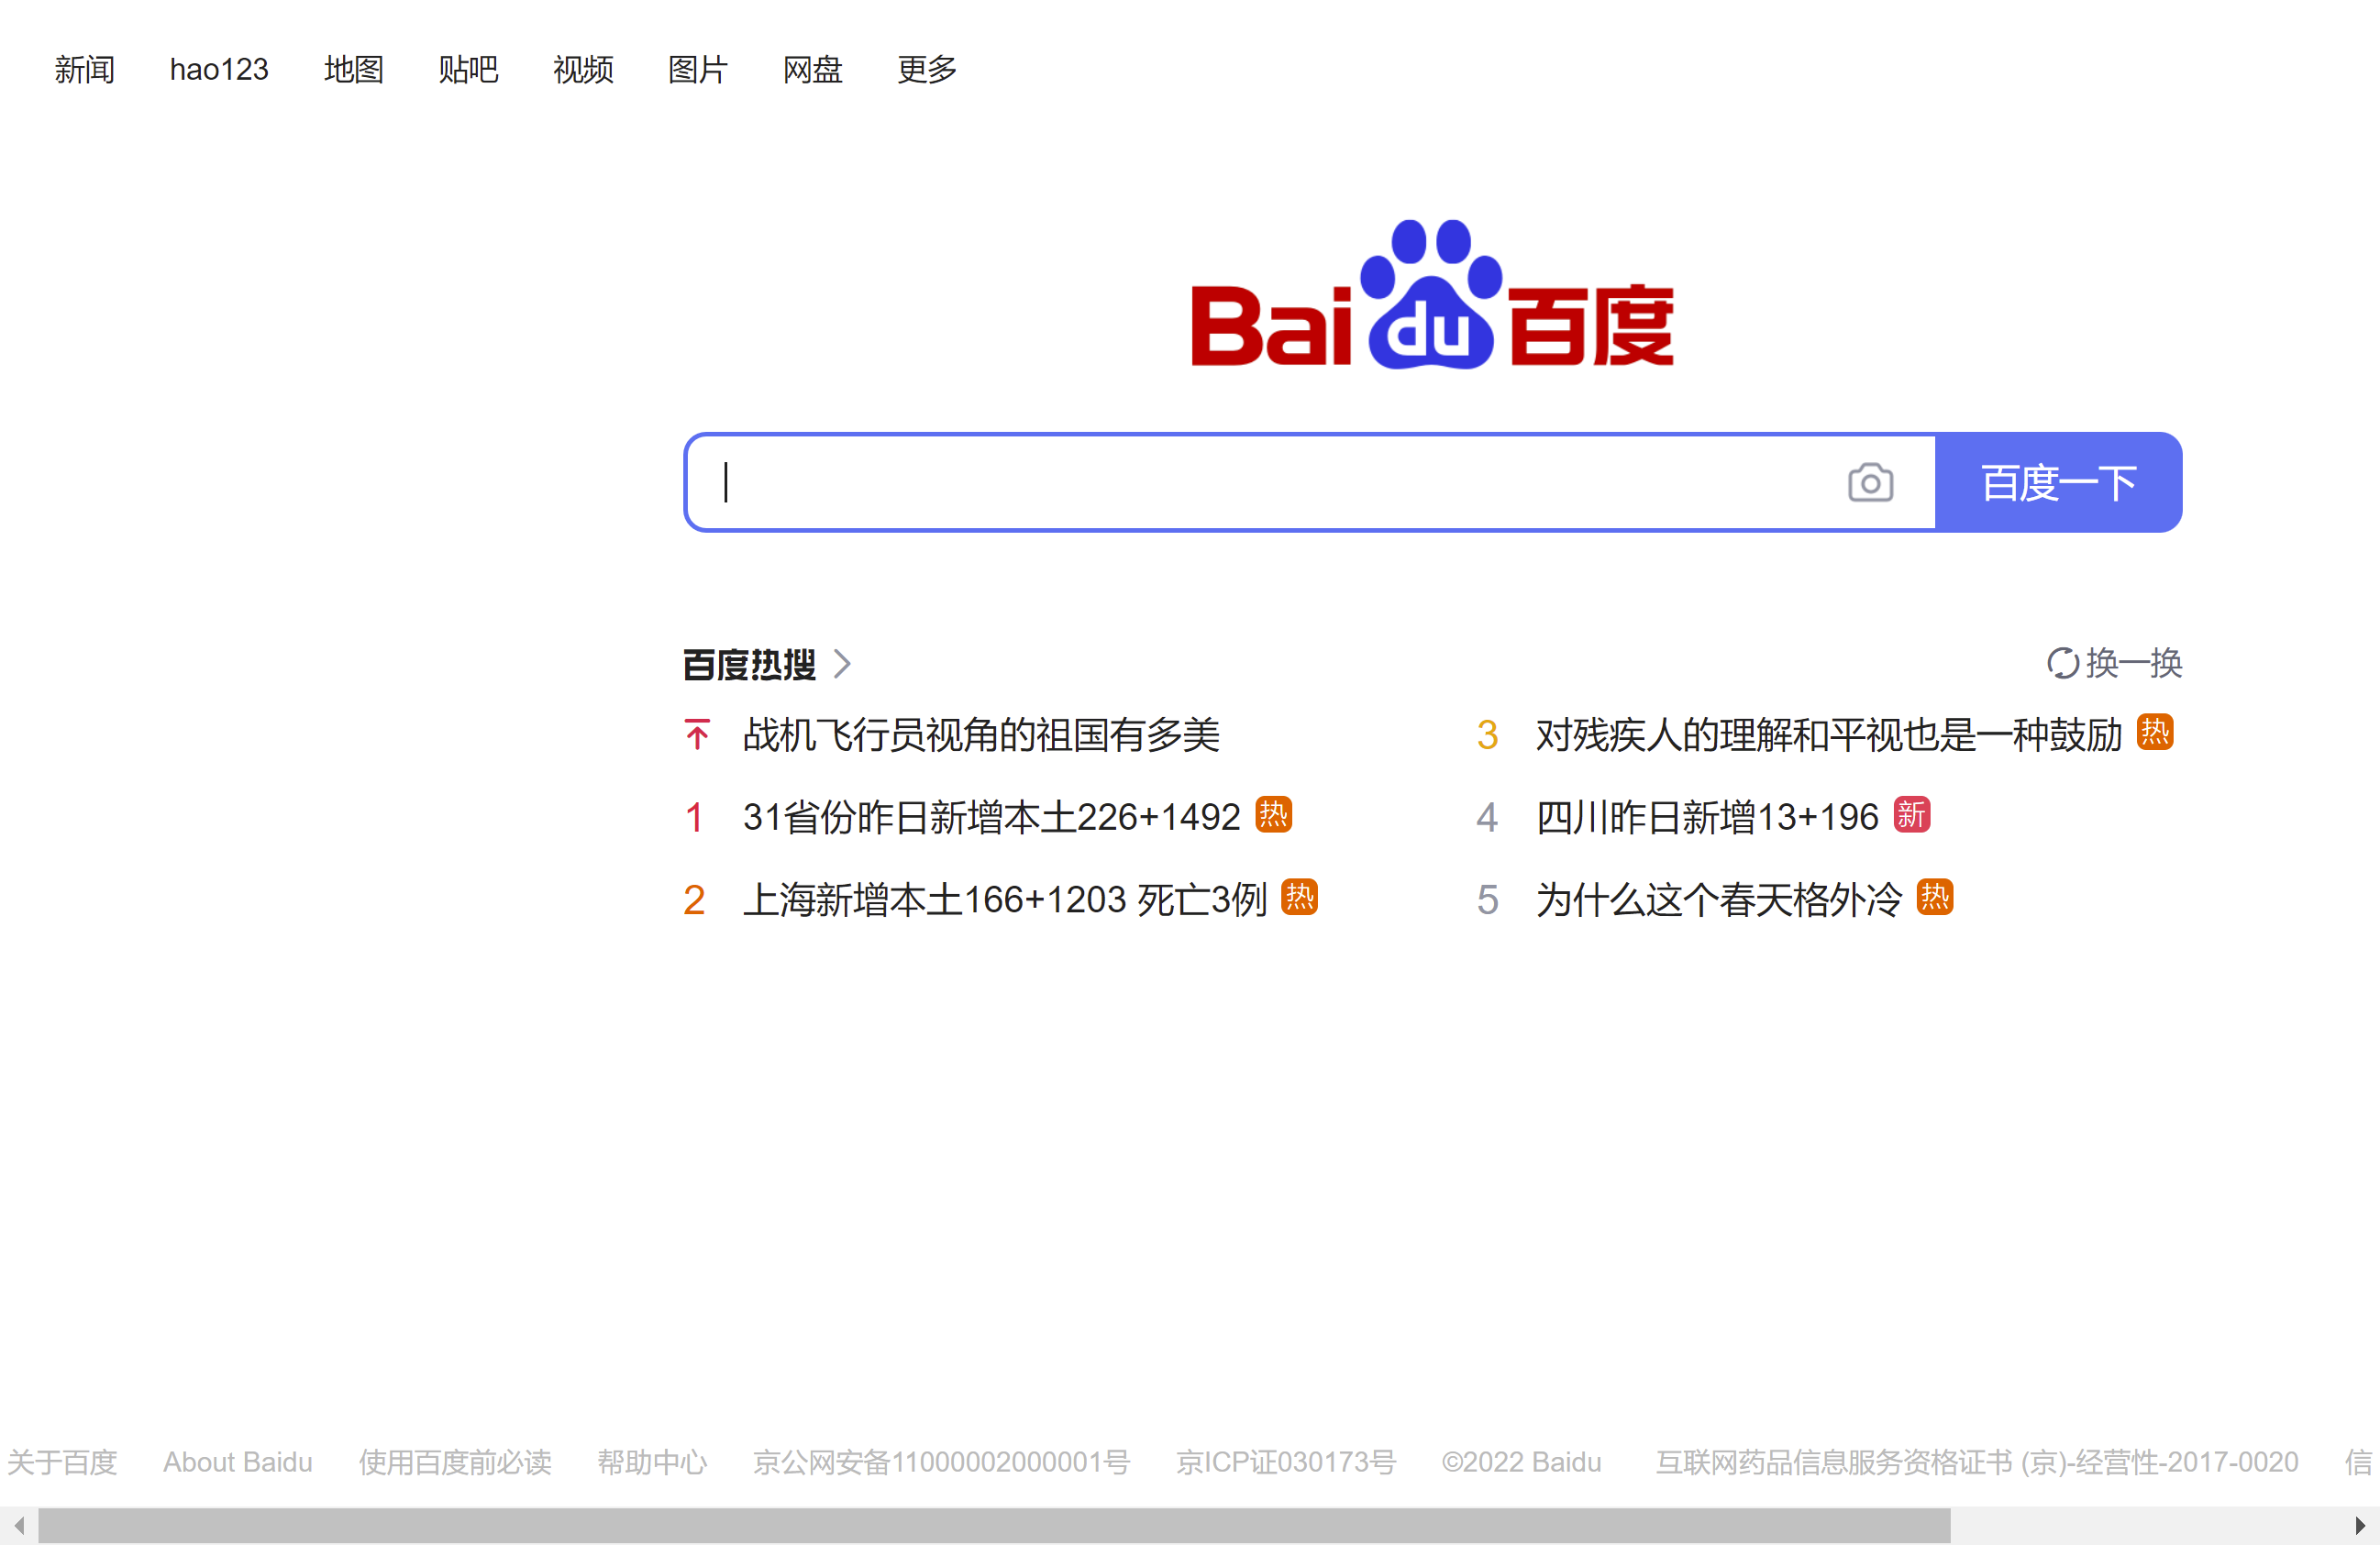 新闻 hao123 地图 贴吧 视频 图片 网盘 更多
Bai du 百度
百度一下
百度热搜 换一换
战机飞行员视角的祖国有多美
1 31省份昨日新增本土226+1492 热
2 上海新增本土166+1203 死亡3例 热
3 对残疾人的理解和平视也是一种鼓励 热
4 四川昨日新增13+196 新
5 为什么这个春天格外冷 热
关于百度 About Baidu 使用百度前必读 帮助中心 京公网安备11000002000001号 京ICP证030173号 ©2022 Baidu 互联网药品信息服务资格证书 (京)-经营性-2017-0020 信